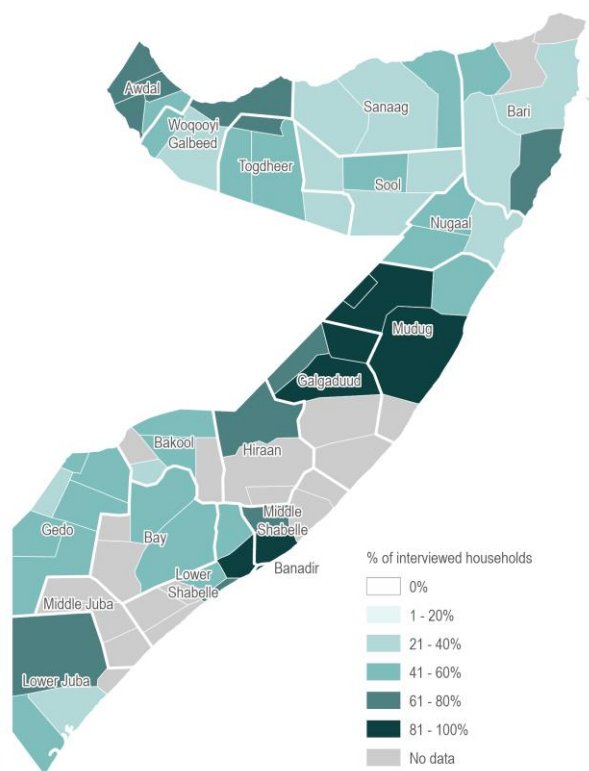 Awdal
Woqooyi
Galbeed
Togdheer
Sanaag
Sool
Bari
Nugaal
Mudug
Galgaduud
Hiraan
Bakool
Gedo
Bay
Middle
Shabelle
Banadir
Lower
Shabelle
Middle Juba
Lower Juba
% of interviewed households
0%
1 - 20%
21 - 40%
41 - 60%
61 - 80%
81 - 100%
No data